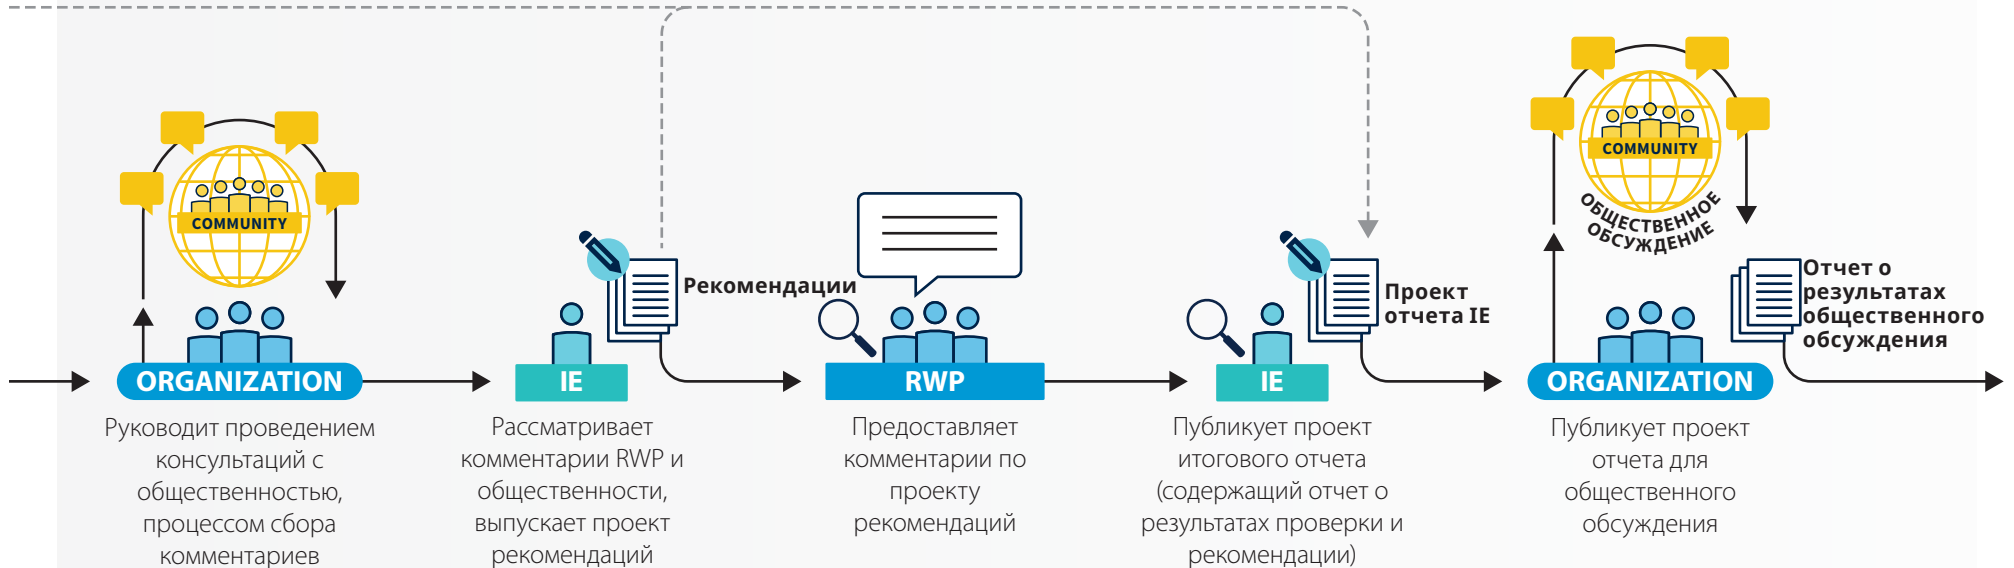 COMMUNITY
ORGANIZATION
Руководит проведением
консультаций с
общественностью,
процессом сбора
комментариев
Рекомендации
IE
Рассматривает
комментарии RWP и
общественности,
выпускает проект
рекомендаций
RWP
Предоставляет
комментарии по
проекту
рекомендаций
Проект
отчета IE
IE
Публикует проект
итогового отчета
(содержащий отчет о
результатах проверки и
рекомендации)
COMMUNITY
ОБЩЕСТВЕННОЕ
ОБСУЖДЕНИЕ
Отчет о
результатах
общественного
обсуждения
ORGANIZATION
Публикует проект
отчета для
общественного
обсуждения